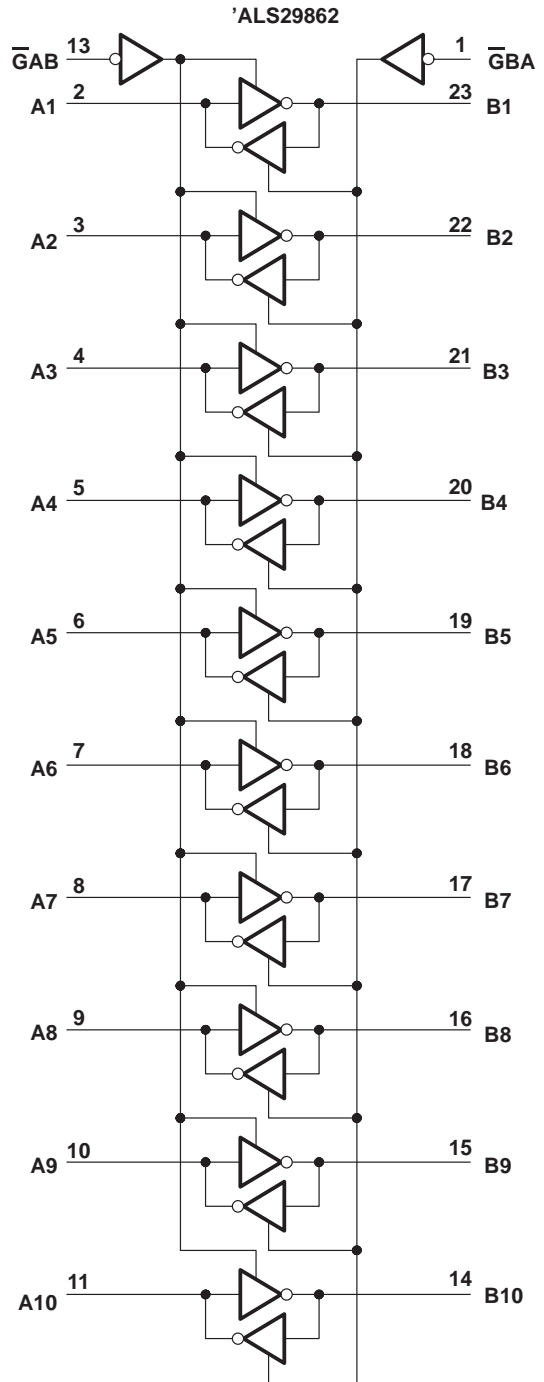 'ALS29862
G̅AB 13 1 G̅BA
A1 2 23 B1
A2 3 22 B2
A3 4 21 B3
A4 5 20 B4
A5 6 19 B5
A6 7 18 B6
A7 8 17 B7
A8 9 16 B8
A9 10 15 B9
A10 11 14 B10